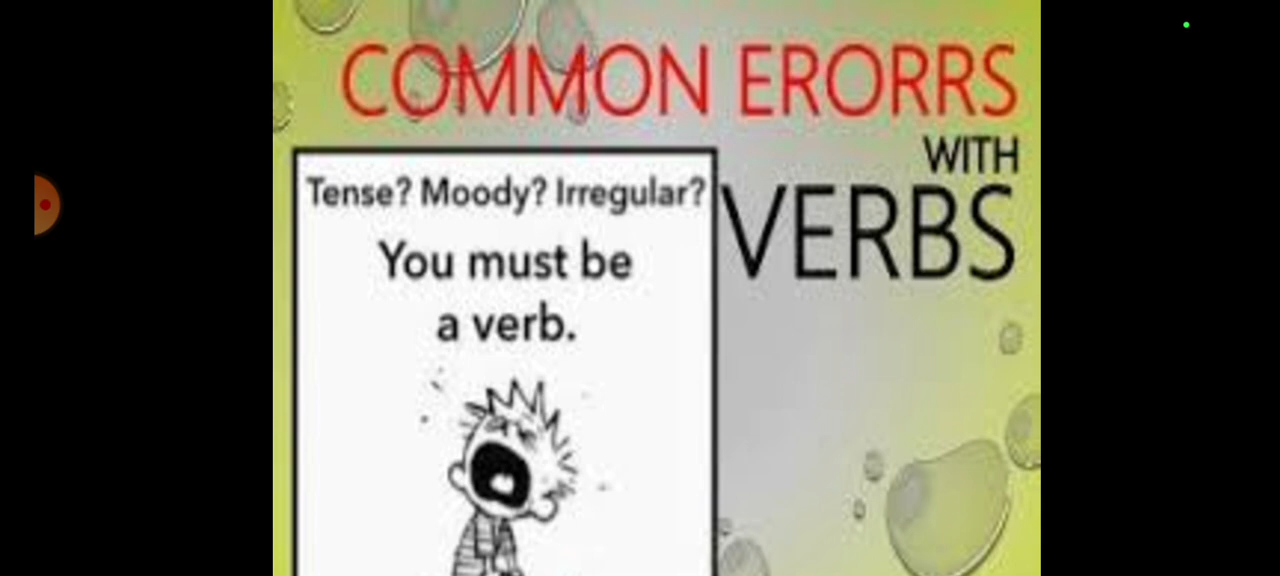 COMMON ERORRS
WITH
VERBS
Tense? Moody? Irregular?
You must be
a verb.